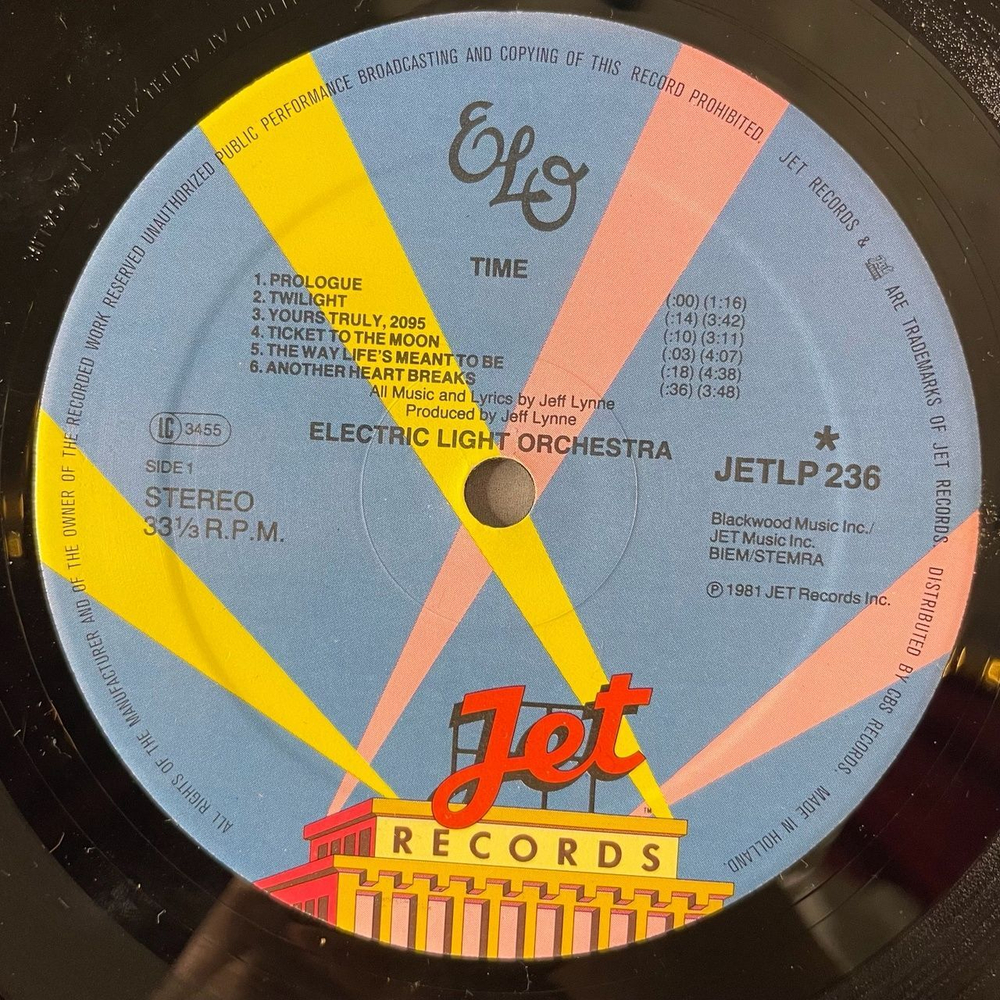 ALL RIGHTS OF THE MANUFACTURER AND OF THE OWNER OF THE RECORDED WORK RESERVED UNAUTHORIZED PUBLIC PERFORMANCE BROADCASTING AND COPYING OF THIS RECORD PROHIBITED. JET RECORDS & Jet ARE TRADEMARKS OF JET RECORDS. DISTRIBUTED BY CBS RECORDS. MADE IN HOLLAND.
ELO
TIME
1. PROLOGUE (:00) (1:16)
2. TWILIGHT (:14) (3:42)
3. YOURS TRULY, 2095 (:10) (3:11)
4. TICKET TO THE MOON (:03) (4:07)
5. THE WAY LIFE'S MEANT TO BE (:18) (4:38)
6. ANOTHER HEART BREAKS (:36) (3:48)
All Music and Lyrics by Jeff Lynne
Produced by Jeff Lynne
ELECTRIC LIGHT ORCHESTRA
LC 3455
SIDE 1
STEREO
33⅓ R.P.M.
*
JETLP 236
Blackwood Music Inc./
JET Music Inc.
BIEM/STEMRA
℗ 1981 JET Records Inc.
Jet
RECORDS
TM